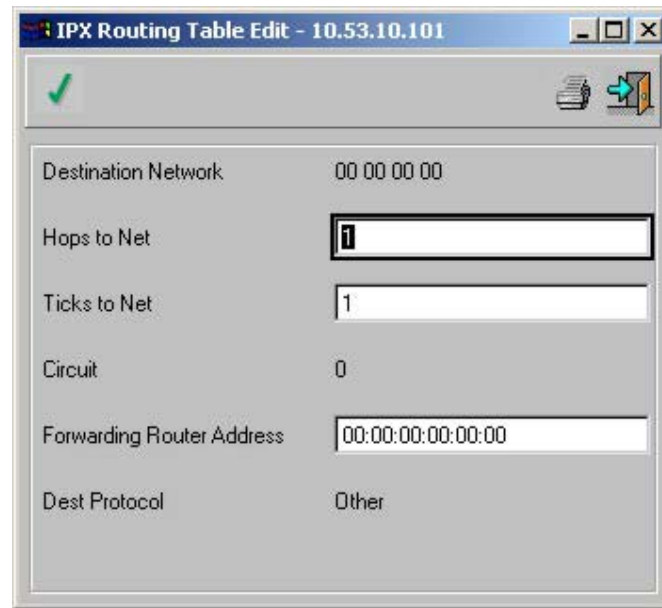 IPX Routing Table Edit - 10.53.10.101
Destination Network 00 00 00 00
Hops to Net 1
Ticks to Net 1
Circuit 0
Forwarding Router Address 00:00:00:00:00:00
Dest Protocol Other